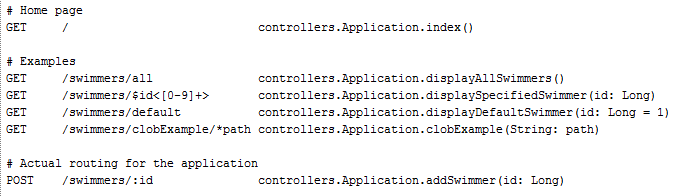 # Home page
GET / controllers.Application.index()
# Examples
GET /swimmers/all controllers.Application.displayAllSwimmers()
GET /swimmers/$id<[0-9]+> controllers.Application.displaySpecifiedSwimmer(id: Long)
GET /swimmers/default controllers.Application.displayDefaultSwimmer(id: Long = 1)
GET /swimmers/clobExample/*path controllers.Application.clobExample(String: path)
# Actual routing for the application
POST /swimmers/:id controllers.Application.addSwimmer(id: Long)